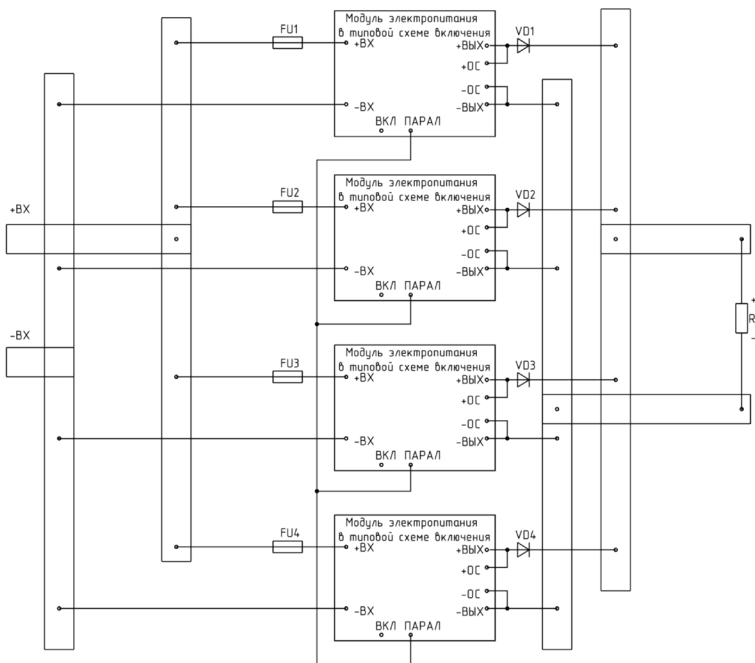 FU1
Модуль электропитания
в типовой схеме включения
+ВХ
+ВЫХ
+ОС
-ОС
-ВХ
-ВЫХ
ВКЛ ПАРАЛ
VD1
FU2
Модуль электропитания
в типовой схеме включения
+ВХ
+ВЫХ
+ОС
-ОС
-ВХ
-ВЫХ
ВКЛ ПАРАЛ
VD2
+ВХ
-ВХ
+
R
-
FU3
Модуль электропитания
в типовой схеме включения
+ВХ
+ВЫХ
+ОС
-ОС
-ВХ
-ВЫХ
ВКЛ ПАРАЛ
VD3
FU4
Модуль электропитания
в типовой схеме включения
+ВХ
+ВЫХ
+ОС
-ОС
-ВХ
-ВЫХ
ВКЛ ПАРАЛ
VD4